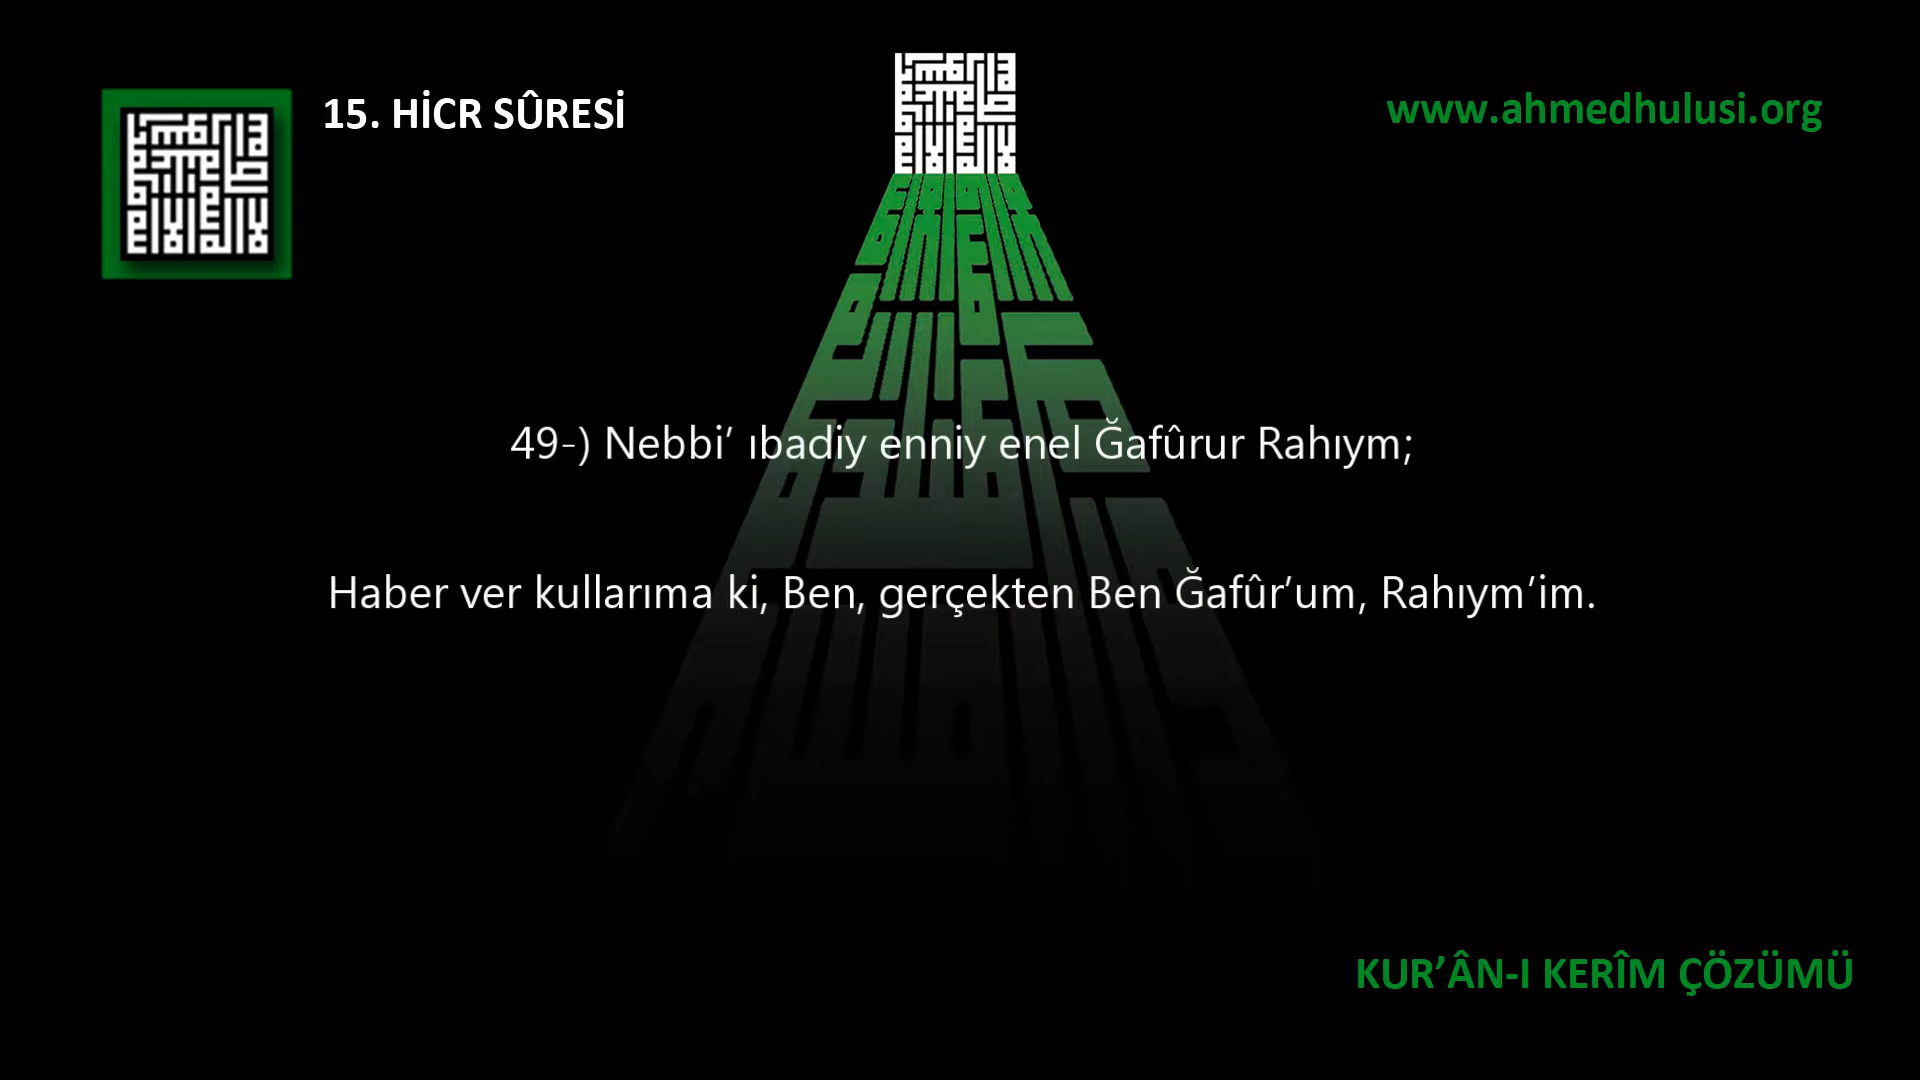 15. HİCR SÛRESİ
www.ahmedhulusi.org
49-) Nebbi’ ıbadiy enniy enel Ğafûrur Rahıym;
Haber ver kullarıma ki, Ben, gerçekten Ben Ğafûr’um, Rahıym’im.
KUR’ÂN-I KERÎM ÇÖZÜMÜ